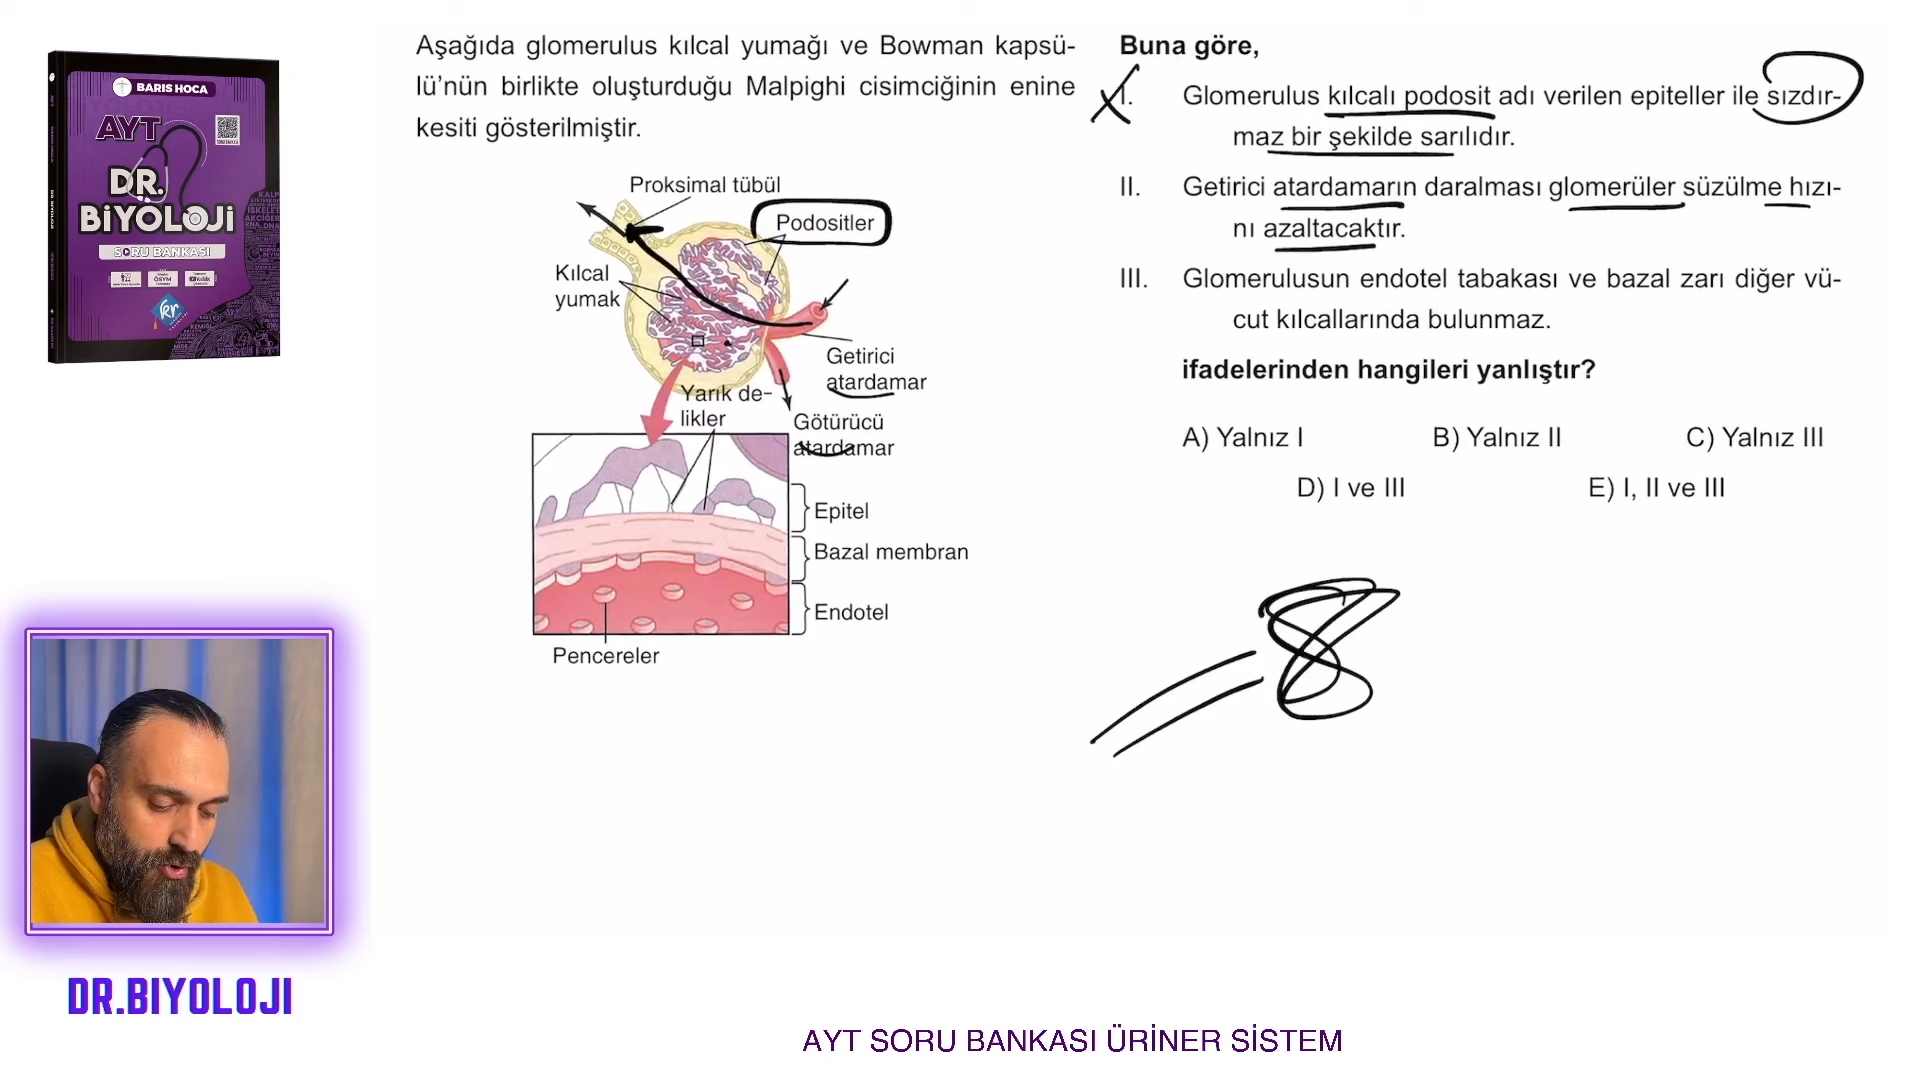 BARIS HOCA
AYT
DR.
BİYOLOJİ
SORU BANKASI
Aşağıda glomerulus kılcal yumağı ve Bowman kapsü-
lü'nün birlikte oluşturduğu Malpighi cisimciğinin enine
kesiti gösterilmiştir.
Proksimal tübül
Podositler
Kılcal
yumak
Getirici
atardamar
Yarık de-
likler
Götürücü
atardamar
Epitel
Bazal membran
Endotel
Pencereler
Buna göre,
I. Glomerulus kılcalı podosit adı verilen epiteller ile sızdır-
maz bir şekilde sarılıdır.
II. Getirici atardamarın daralması glomerüler süzülme hızı-
nı azaltacaktır.
III. Glomerulusun endotel tabakası ve bazal zarı diğer vü-
cut kılcallarında bulunmaz.
ifadelerinden hangileri yanlıştır?
A) Yalnız I B) Yalnız II C) Yalnız III
D) I ve III E) I, II ve III
DR.BIYOLOJI
AYT SORU BANKASI ÜRİNER SİSTEM